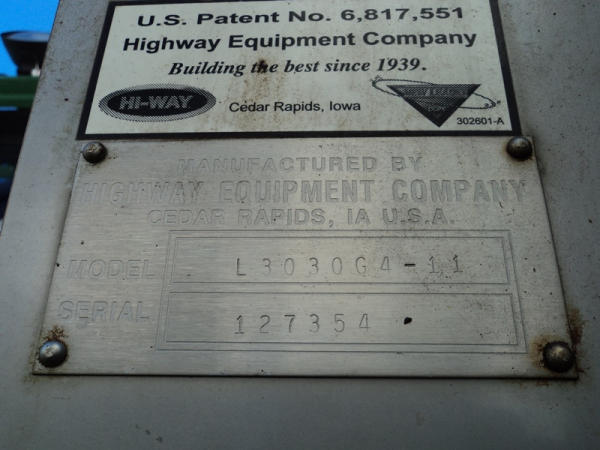 U.S. Patent No. 6,817,551
Highway Equipment Company
Building the best since 1939.
HI-WAY
Cedar Rapids, Iowa
302601-A
MANUFACTURED BY
HIGHWAY EQUIPMENT COMPANY
CEDAR RAPIDS, IA U.S.A.
MODEL L3030G4-11
SERIAL 127354